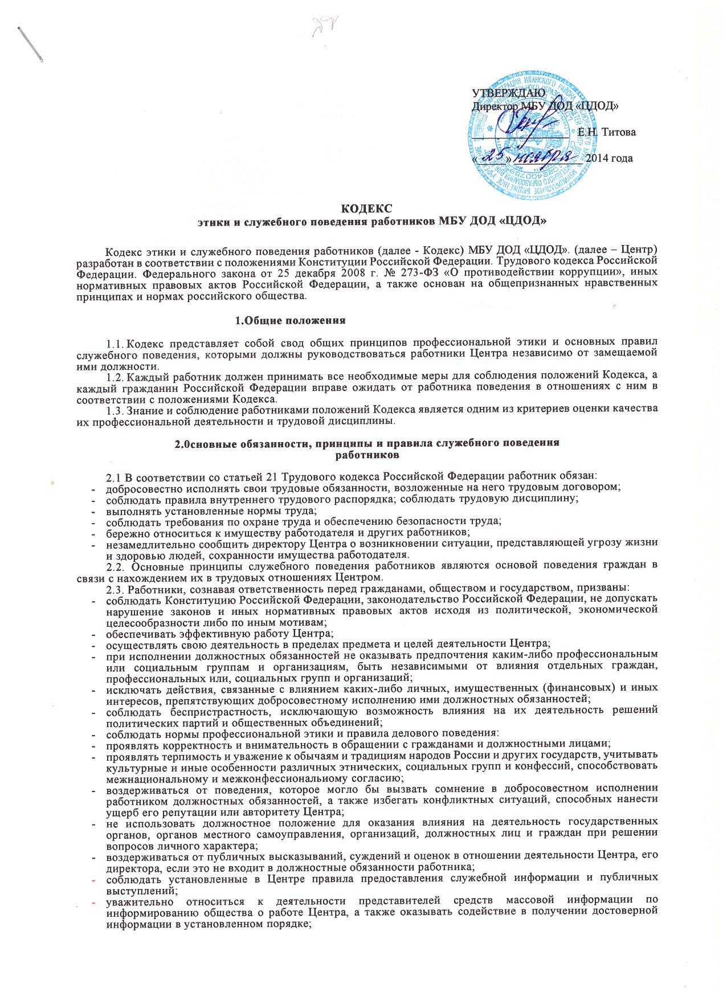 УТВЕРЖДАЮ
Директор МБУ ДОД «ЦДОД»
Е.Н. Титова
« 25 » ноября 2014 года
КОДЕКС
этики и служебного поведения работников МБУ ДОД «ЦДОД»
Кодекс этики и служебного поведения работников (далее - Кодекс) МБУ ДОД «ЦДОД». (далее – Центр)
разработан в соответствии с положениями Конституции Российской Федерации. Трудового кодекса Российской
Федерации. Федерального закона от 25 декабря 2008 г. № 273-ФЗ «О противодействии коррупции», иных
нормативных правовых актов Российской Федерации, а также основан на общепризнанных нравственных
принципах и нормах российского общества.
1.Общие положения
1.1. Кодекс представляет собой свод общих принципов профессиональной этики и основных правил
служебного поведения, которыми должны руководствоваться работники Центра независимо от замещаемой
ими должности.
1.2. Каждый работник должен принимать все необходимые меры для соблюдения положений Кодекса, а
каждый гражданин Российской Федерации вправе ожидать от работника поведения в отношениях с ним в
соответствии с положениями Кодекса.
1.3. Знание и соблюдение работниками положений Кодекса является одним из критериев оценки качества
их профессиональной деятельности и трудовой дисциплины.
2.Основные обязанности, принципы и правила служебного поведения
работников
2.1 В соответствии со статьей 21 Трудового кодекса Российской Федерации работник обязан:
- добросовестно исполнять свои трудовые обязанности, возложенные на него трудовым договором;
- соблюдать правила внутреннего трудового распорядка; соблюдать трудовую дисциплину;
- выполнять установленные нормы труда;
- соблюдать требования по охране труда и обеспечению безопасности труда;
- бережно относиться к имуществу работодателя и других работников;
- незамедлительно сообщить директору Центра о возникновении ситуации, представляющей угрозу жизни
и здоровью людей, сохранности имущества работодателя.
2.2. Основные принципы служебного поведения работников являются основой поведения граждан в
связи с нахождением их в трудовых отношениях Центром.
2.3. Работники, сознавая ответственность перед гражданами, обществом и государством, призваны:
- соблюдать Конституцию Российской Федерации, законодательство Российской Федерации, не допускать
нарушение законов и иных нормативных правовых актов исходя из политической, экономической
целесообразности либо по иным мотивам;
- обеспечивать эффективную работу Центра;
- осуществлять свою деятельность в пределах предмета и целей деятельности Центра;
- при исполнении должностных обязанностей не оказывать предпочтения каким-либо профессиональным
или социальным группам и организациям, быть независимыми от влияния отдельных граждан,
профессиональных или, социальных групп и организаций;
- исключать действия, связанные с влиянием каких-либо личных, имущественных (финансовых) и иных
интересов, препятствующих добросовестному исполнению ими должностных обязанностей;
- соблюдать беспристрастность, исключающую возможность влияния на их деятельность решений
политических партий и общественных объединений;
- соблюдать нормы профессиональной этики и правила делового поведения:
- проявлять корректность и внимательность в обращении с гражданами и должностными лицами;
- проявлять терпимость и уважение к обычаям и традициям народов России и других государств, учитывать
культурные и иные особенности различных этнических, социальных групп и конфессий, способствовать
межнациональному и межконфессиональиому согласию;
- воздерживаться от поведения, которое могло бы вызвать сомнение в добросовестном исполнении
работником должностных обязанностей, а также избегать конфликтных ситуаций, способных нанести
ущерб его репутации или авторитету Центра;
- не использовать должностное положение для оказания влияния на деятельность государственных
органов, органов местного самоуправления, организаций, должностных лиц и граждан при решении
вопросов личного характера;
- воздерживаться от публичных высказываний, суждений и оценок в отношении деятельности Центра, его
директора, если это не входит в должностные обязанности работника;
- соблюдать установленные в Центре правила предоставления служебной информации и публичных
выступлений;
- уважительно относиться к деятельности представителей средств массовой информации по
информированию общества о работе Центра, а также оказывать содействие в получении достоверной
информации в установленном порядке;